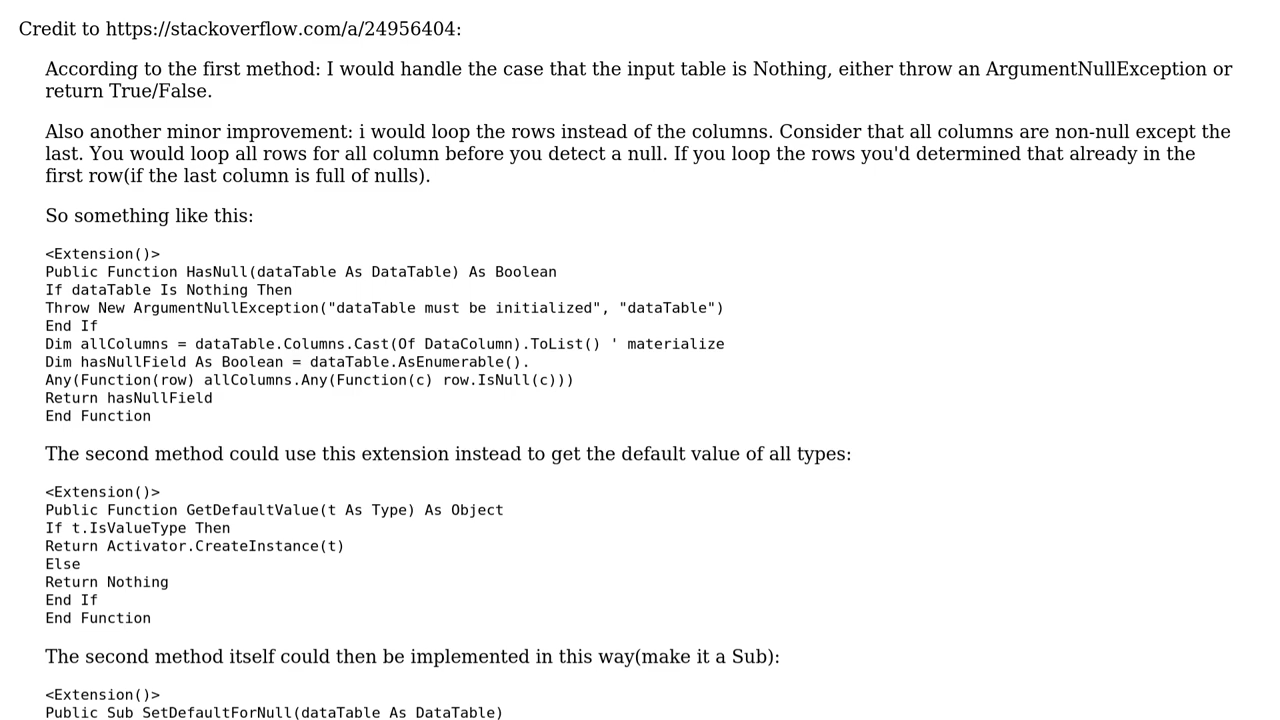 Credit to https://stackoverflow.com/a/24956404:
According to the first method: I would handle the case that the input table is Nothing, either throw an ArgumentNullException or
return True/False.
Also another minor improvement: i would loop the rows instead of the columns. Consider that all columns are non-null except the
last. You would loop all rows for all column before you detect a null. If you loop the rows you'd determined that already in the
first row(if the last column is full of nulls).
So something like this:
<Extension()>
Public Function HasNull(dataTable As DataTable) As Boolean
If dataTable Is Nothing Then
Throw New ArgumentNullException("dataTable must be initialized", "dataTable")
End If
Dim allColumns = dataTable.Columns.Cast(Of DataColumn).ToList() ' materialize
Dim hasNullField As Boolean = dataTable.AsEnumerable().
Any(Function(row) allColumns.Any(Function(c) row.IsNull(c)))
Return hasNullField
End Function
The second method could use this extension instead to get the default value of all types:
<Extension()>
Public Function GetDefaultValue(t As Type) As Object
If t.IsValueType Then
Return Activator.CreateInstance(t)
Else
Return Nothing
End If
End Function
The second method itself could then be implemented in this way(make it a Sub):
<Extension()>
Public Sub SetDefaultForNull(dataTable As DataTable)